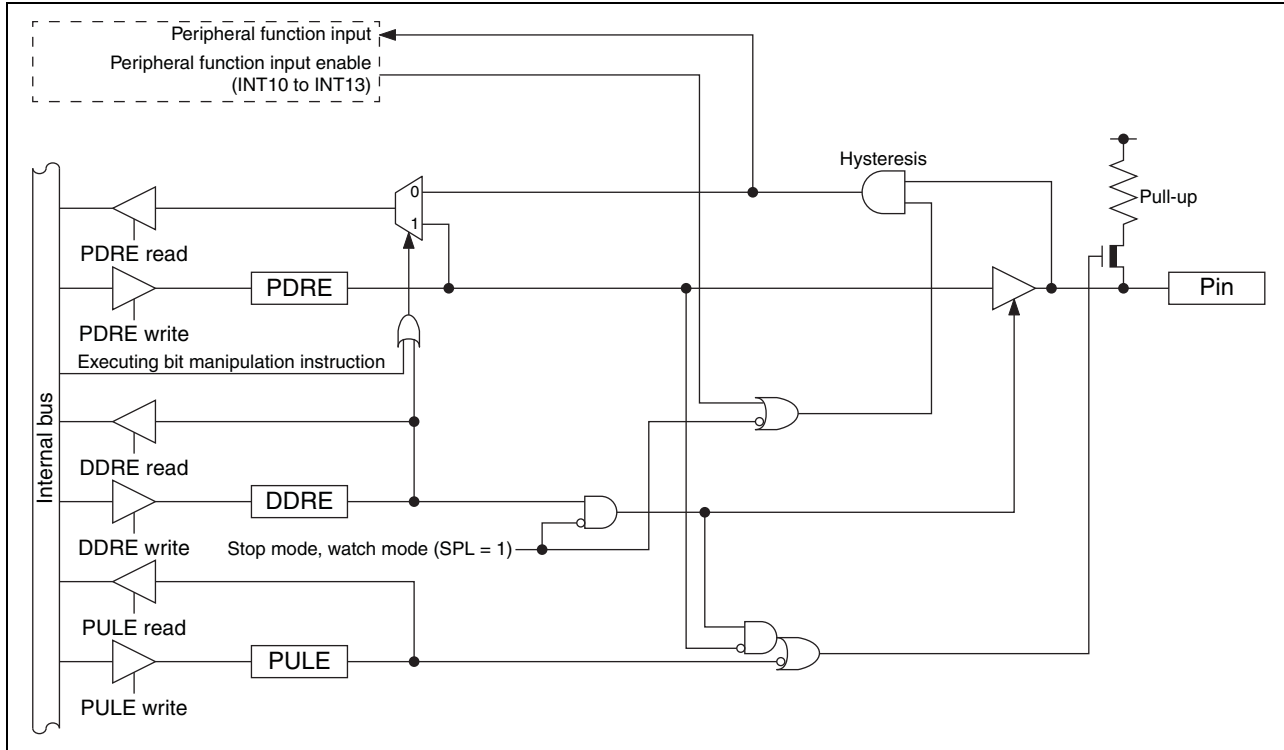 Peripheral function input
Peripheral function input enable
(INT10 to INT13)
Hysteresis
0
Pull-up
1
PDRE read
PDRE
Pin
PDRE write
Executing bit manipulation instruction
Internal bus
DDRE read
DDRE
DDRE write
Stop mode, watch mode (SPL = 1)
PULE read
PULE
PULE write